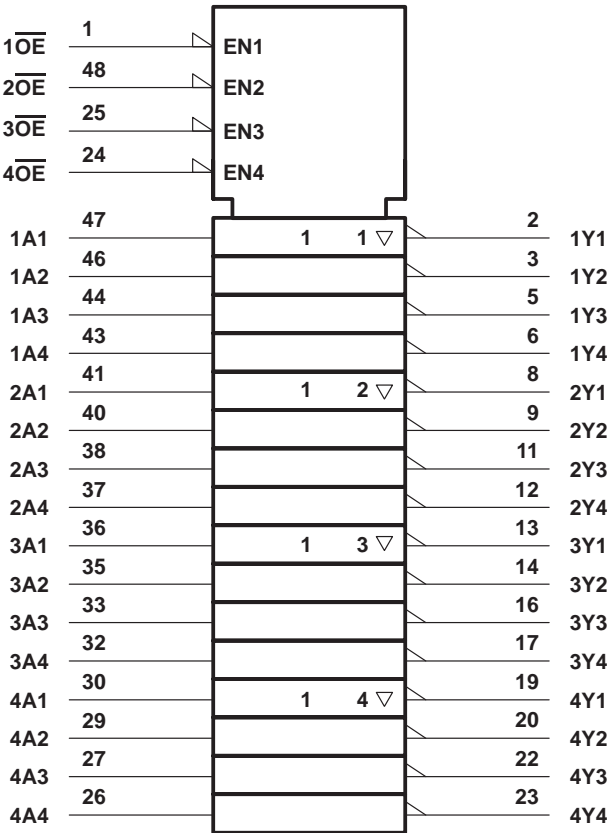 1O̅E̅ 1 EN1
2O̅E̅ 48 EN2
3O̅E̅ 25 EN3
4O̅E̅ 24 EN4
1A1 47 1 1 ▽ 2 1Y1
1A2 46 3 1Y2
1A3 44 5 1Y3
1A4 43 6 1Y4
2A1 41 1 2 ▽ 8 2Y1
2A2 40 9 2Y2
2A3 38 11 2Y3
2A4 37 12 2Y4
3A1 36 1 3 ▽ 13 3Y1
3A2 35 14 3Y2
3A3 33 16 3Y3
3A4 32 17 3Y4
4A1 30 1 4 ▽ 19 4Y1
4A2 29 20 4Y2
4A3 27 22 4Y3
4A4 26 23 4Y4